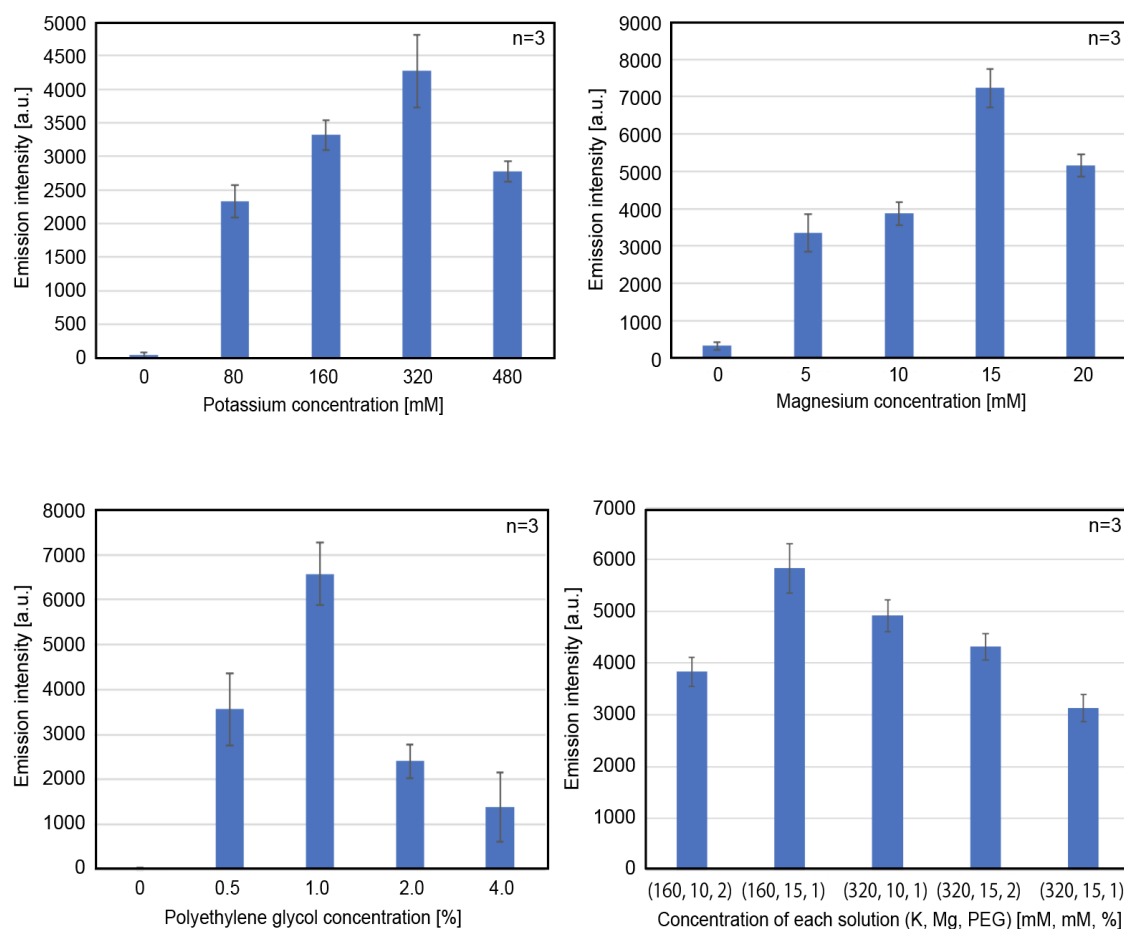 n=3
5000
4500
4000
3500
3000
2500
2000
1500
1000
500
0
Emission intensity [a.u.]
0 80 160 320 480
Potassium concentration [mM]
n=3
9000
8000
7000
6000
5000
4000
3000
2000
1000
0
Emission intensity [a.u.]
0 5 10 15 20
Magnesium concentration [mM]
n=3
8000
7000
6000
5000
4000
3000
2000
1000
0
Emission intensity [a.u.]
0 0.5 1.0 2.0 4.0
Polyethylene glycol concentration [%]
n=3
7000
6000
5000
4000
3000
2000
1000
0
Emission intensity [a.u.]
(160, 10, 2) (160, 15, 1) (320, 10, 1) (320, 15, 2) (320, 15, 1)
Concentration of each solution (K, Mg, PEG) [mM, mM, %]